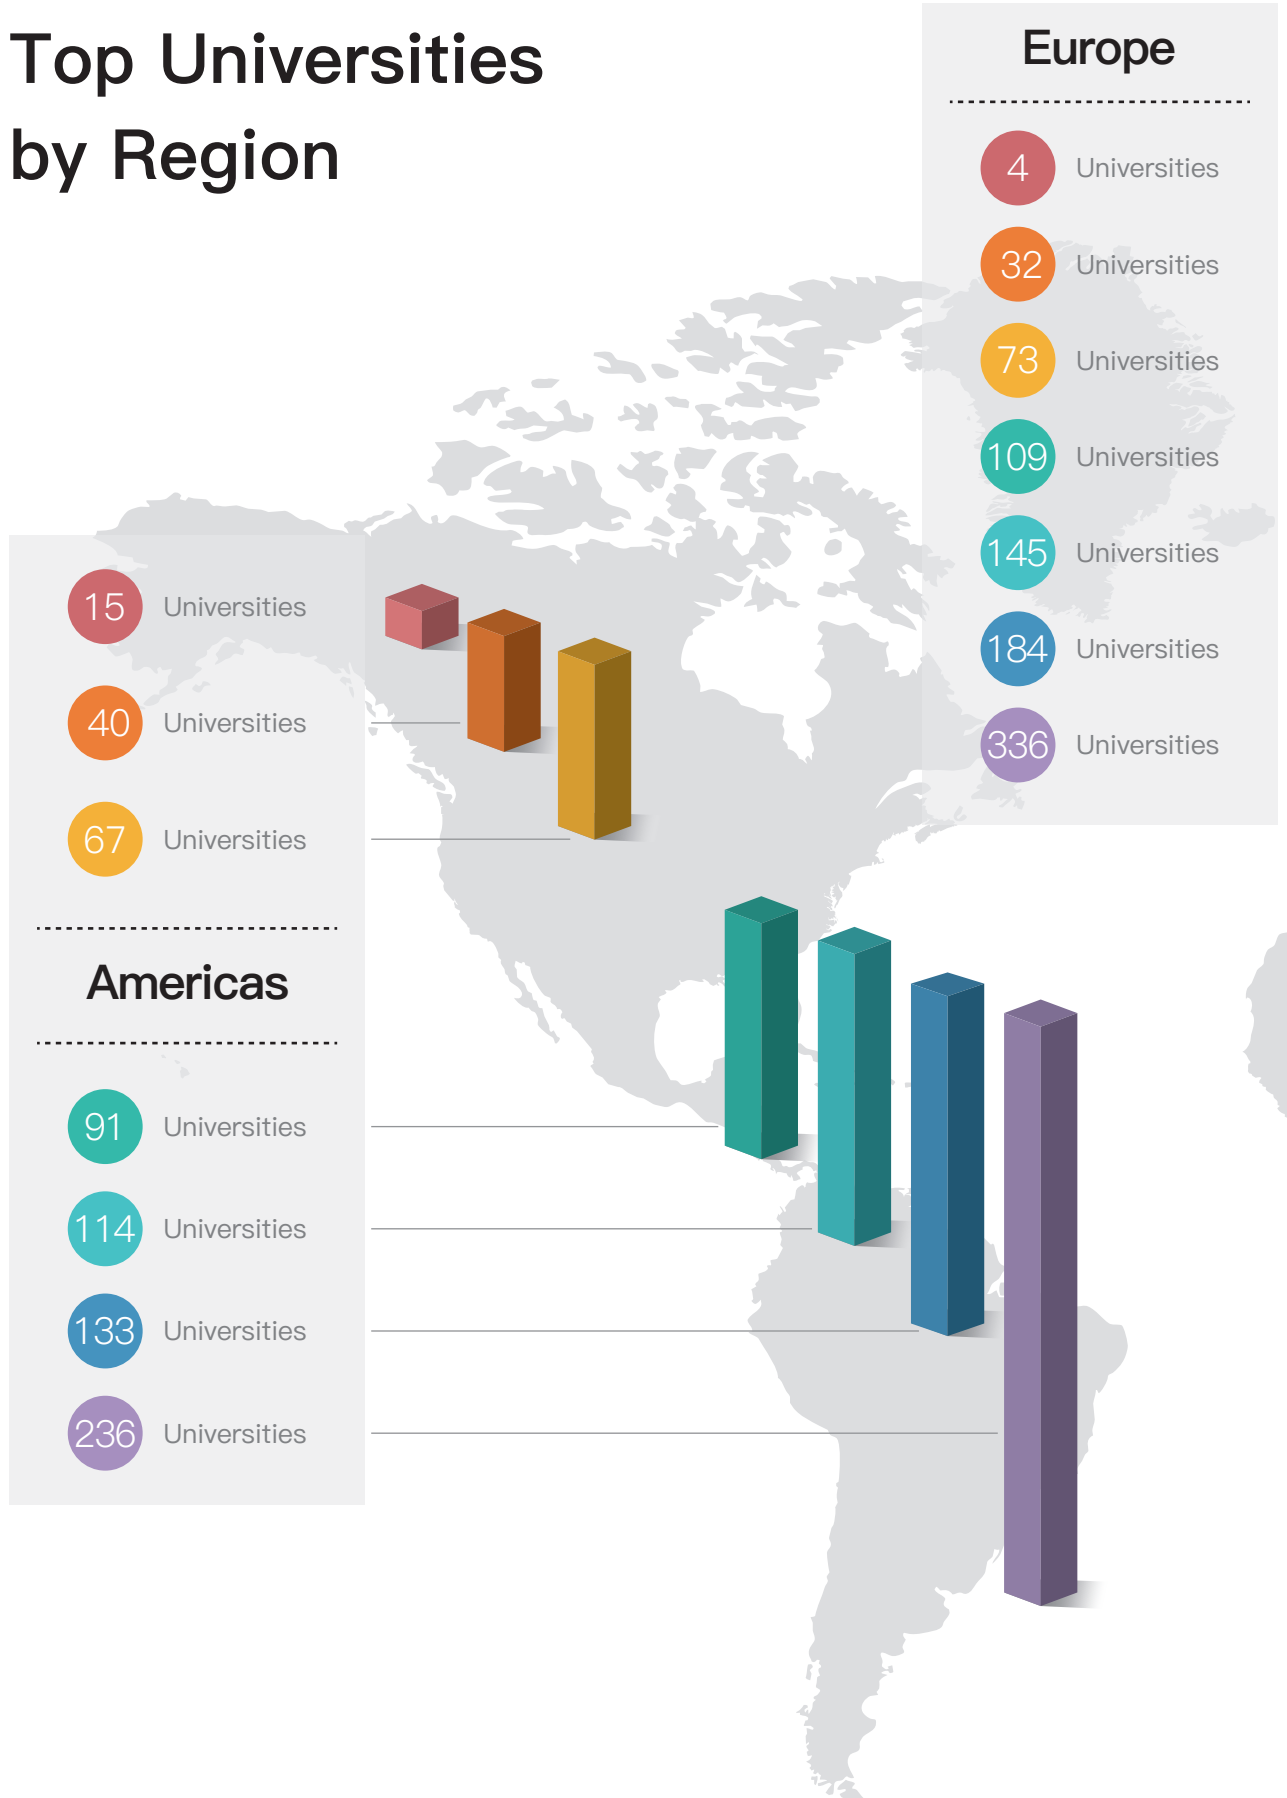 Top Universities
by Region
Europe
4 Universities
32 Universities
73 Universities
109 Universities
145 Universities
184 Universities
336 Universities
15 Universities
40 Universities
67 Universities
Americas
91 Universities
114 Universities
133 Universities
236 Universities